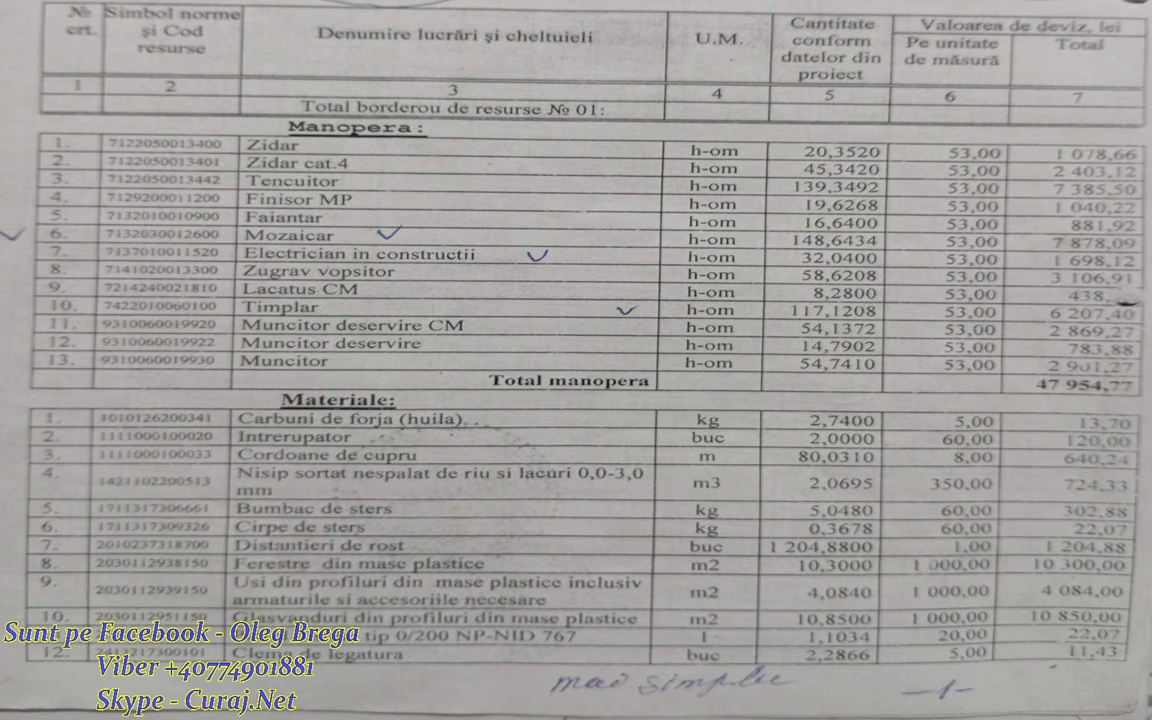 № crt. Simbol norme și Cod resurse Denumire lucrări și cheltuieli U.M. Cantitate conform datelor din proiect Valoarea de deviz, lei
Pe unitate de măsură Total
1 2 3 4 5 6 7
Total borderou de resurse № 01:
Manopera:
1. 7122050013400 Zidar h-om 20,3520 53,00 1 078,66
2. 7122050013401 Zidar cat.4 h-om 45,3420 53,00 2 403,12
3. 7122050013442 Tencuitor h-om 139,3492 53,00 7 385,50
4. 7129200011200 Finisor MP h-om 19,6268 53,00 1 040,22
5. 7132010010900 Faiantar h-om 16,6400 53,00 881,92
6. 7132030012600 Mozaicar h-om 148,6434 53,00 7 878,09
7. 7137010011520 Electrician in constructii h-om 32,0400 53,00 1 698,12
8. 7141020013300 Zugrav vopsitor h-om 58,6208 53,00 3 106,91
9. 7214240021810 Lacatus CM h-om 8,2800 53,00 438,
10. 7422010060100 Timplar h-om 117,1208 53,00 6 207,40
11. 9310060019920 Muncitor deservire CM h-om 54,1372 53,00 2 869,27
12. 9310060019922 Muncitor deservire h-om 14,7902 53,00 783,88
13. 9310060019930 Muncitor h-om 54,7410 53,00 2 901,27
Total manopera 47 954,77
Materiale:
1. 1010126200341 Carbuni de forja (huila) kg 2,7400 5,00 13,70
2. 1111000100020 Intrerupator buc 2,0000 60,00 120,00
3. 1111000100033 Cordoane de cupru m 80,0310 8,00 640,24
4. 1421102200513 Nisip sortat nespalat de riu si lacuri 0,0-3,0 mm m3 2,0695 350,00 724,33
5. 1711317306661 Bumbac de sters kg 5,0480 60,00 302,88
6. 1711317309326 Cirpe de sters kg 0,3678 60,00 22,07
7. 2010237318700 Distantieri de rost buc 1 204,8800 1,00 1 204,88
8. 2030112938150 Ferestre din mase plastice m2 10,3000 1 000,00 10 300,00
9. 2030112939150 Usi din profiluri din mase plastice inclusiv armaturile si accesoriile necesare m2 4,0840 1 000,00 4 084,00
10. 2030112951150 Glasvanduri din profiluri din mase plastice m2 10,8500 1 000,00 10 850,00
tip 0/200 NP-NID 767 l 1,1034 20,00 22,07
12. 2413217300101 Clema de legatura buc 2,2866 5,00 11,43
Sunt pe Facebook - Oleg Brega
Viber +40774901881
Skype - Curaj.Net
-1-